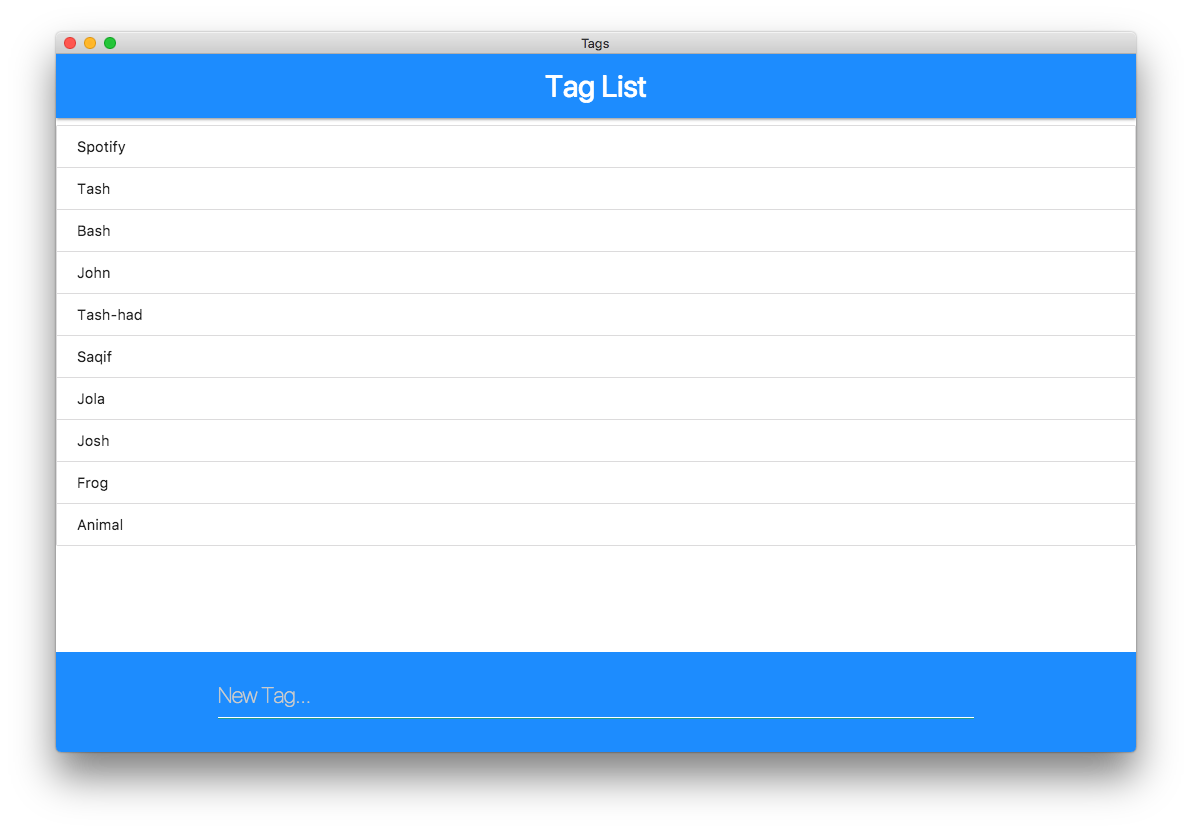 Tags
Tag List
Spotify
Tash
Bash
John
Tash-had
Saqif
Jola
Josh
Frog
Animal
New Tag...